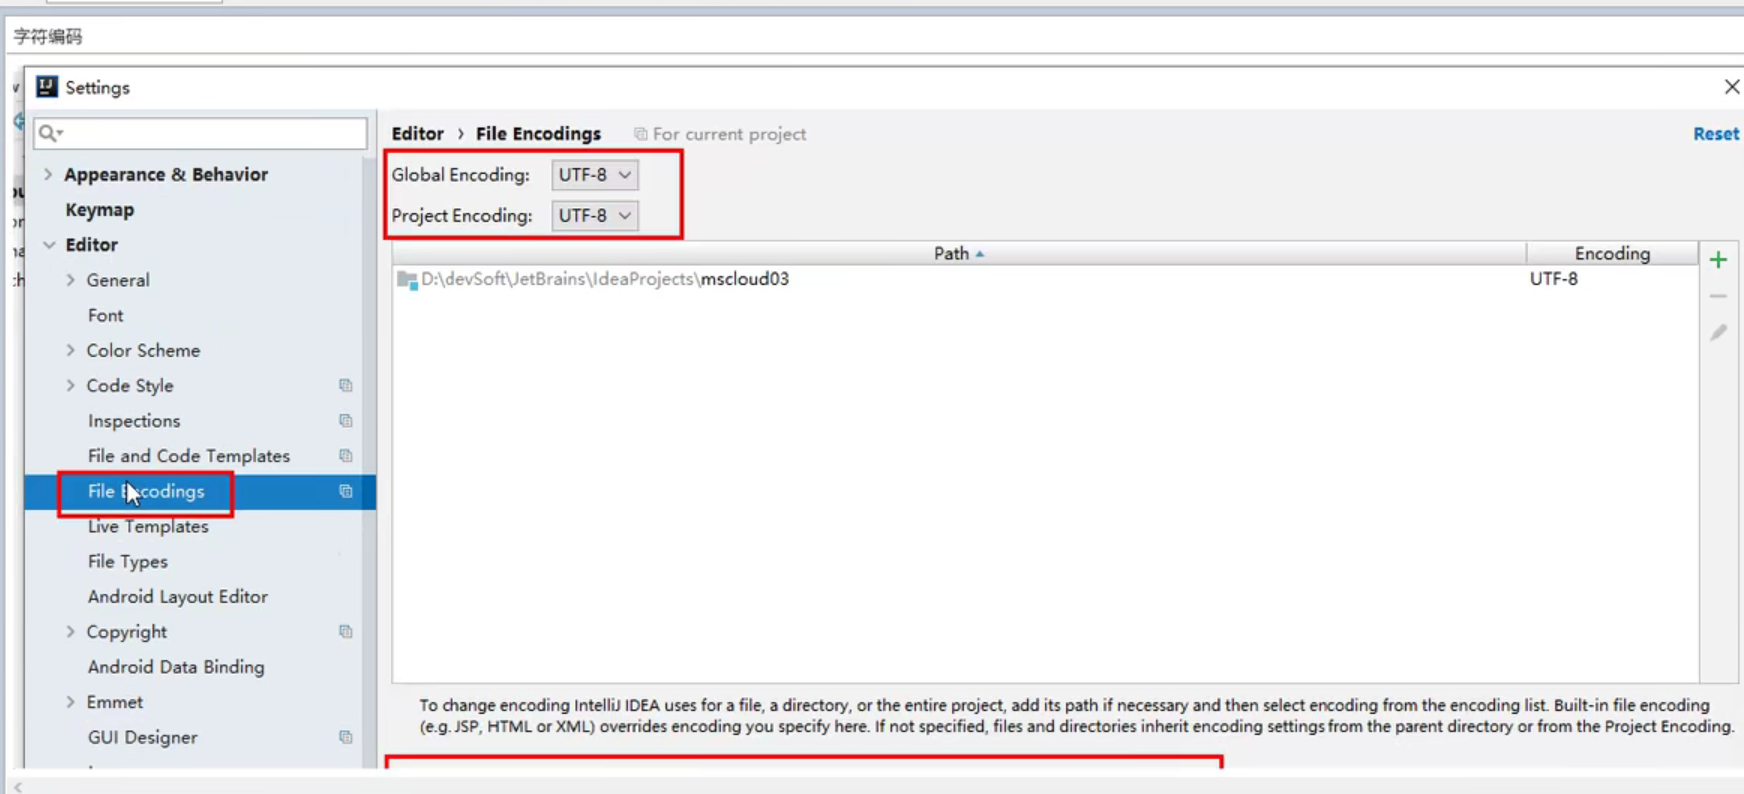 字符编码
Settings
Editor › File Encodings For current project Reset
Global Encoding: UTF-8
Project Encoding: UTF-8
Path Encoding
D:\devSoft\JetBrains\IdeaProjects\mscloud03 UTF-8
Appearance & Behavior
Keymap
Editor
General
Font
Color Scheme
Code Style
Inspections
File and Code Templates
File Encodings
Live Templates
File Types
Android Layout Editor
Copyright
Android Data Binding
Emmet
GUI Designer
To change encoding IntelliJ IDEA uses for a file, a directory, or the entire project, add its path if necessary and then select encoding from the encoding list. Built-in file encoding
(e.g. JSP, HTML or XML) overrides encoding you specify here. If not specified, files and directories inherit encoding settings from the parent directory or from the Project Encoding.